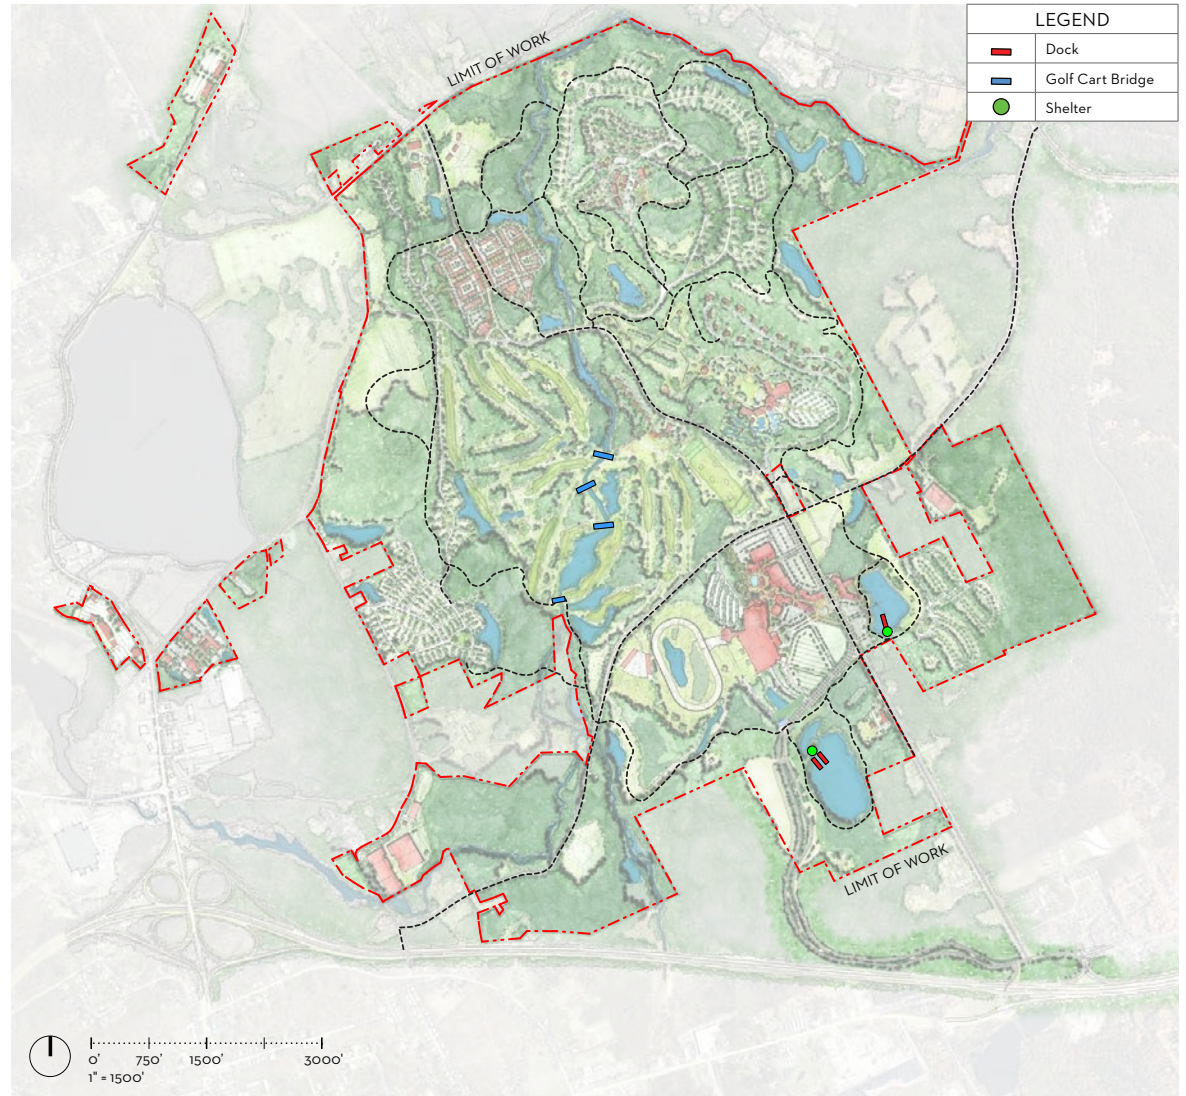 LEGEND
Dock
Golf Cart Bridge
Shelter
LIMIT OF WORK
LIMIT OF WORK
0' 750' 1500' 3000'
1" = 1500'